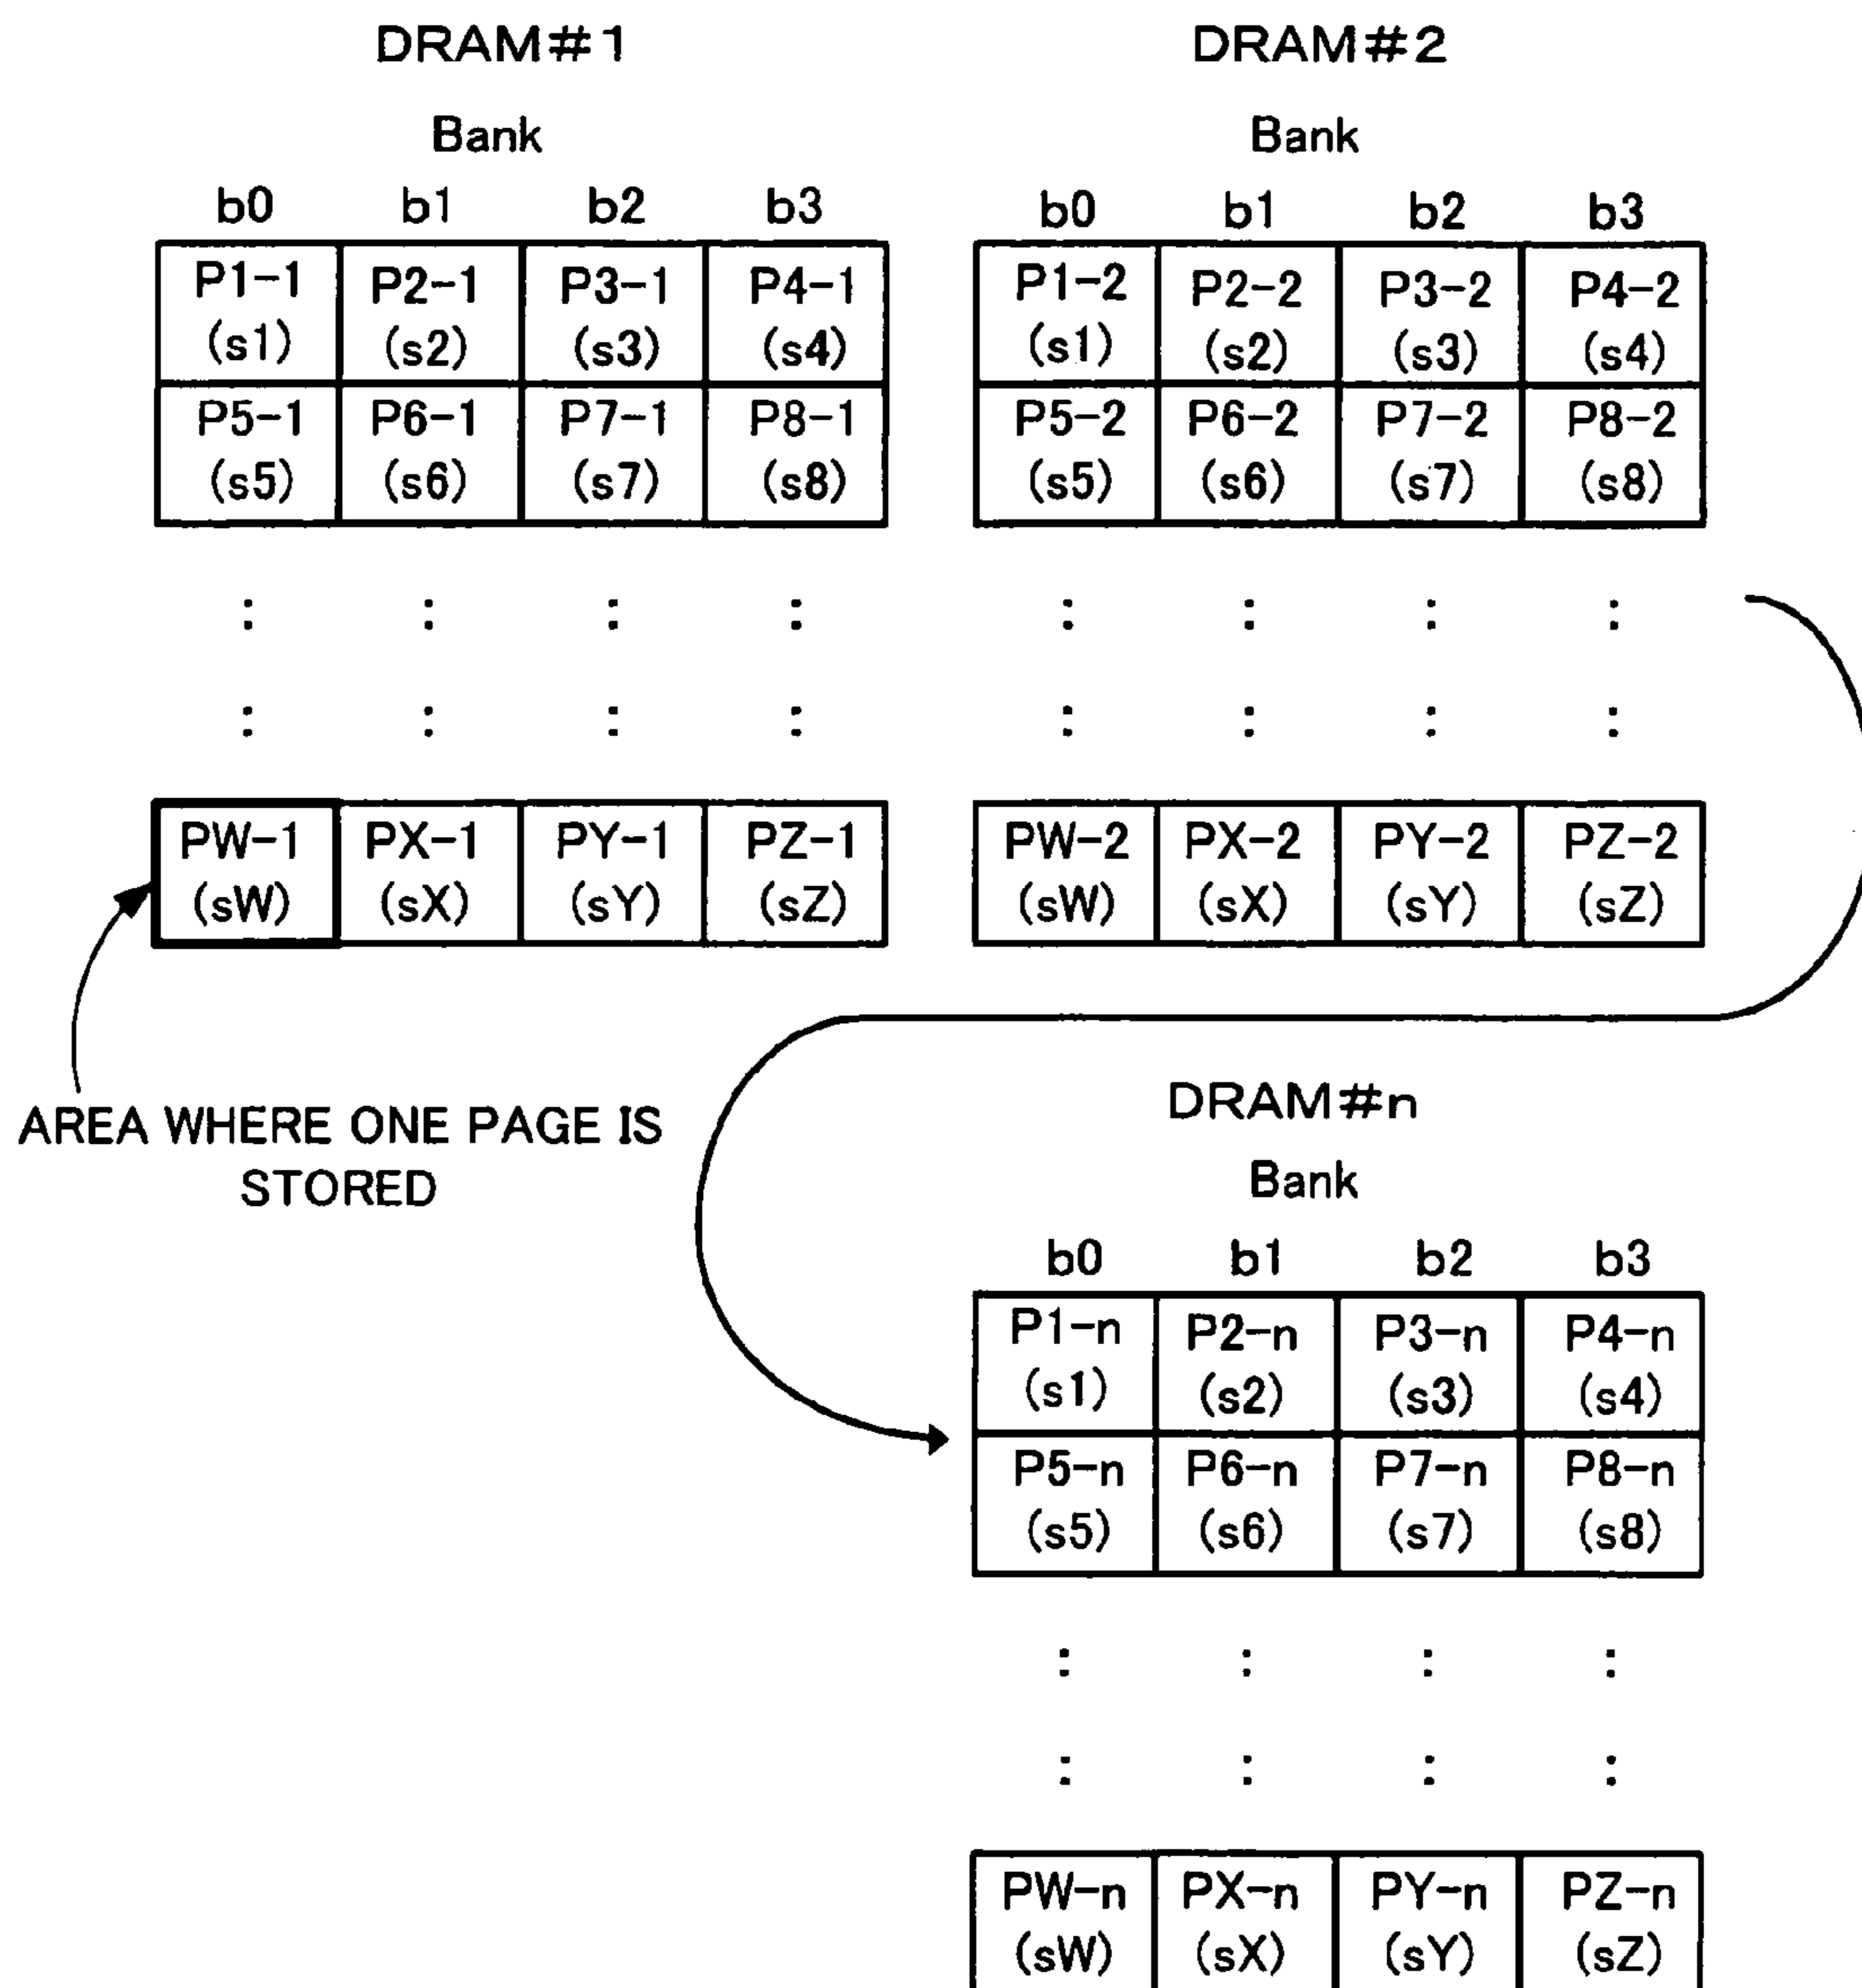 DRAM#1
Bank
b0 b1 b2 b3
P1-1 P2-1 P3-1 P4-1
(s1) (s2) (s3) (s4)
P5-1 P6-1 P7-1 P8-1
(s5) (s6) (s7) (s8)
: : : :
: : : :
PW-1 PX-1 PY-1 PZ-1
(sW) (sX) (sY) (sZ)
AREA WHERE ONE PAGE IS
STORED
DRAM#2
Bank
b0 b1 b2 b3
P1-2 P2-2 P3-2 P4-2
(s1) (s2) (s3) (s4)
P5-2 P6-2 P7-2 P8-2
(s5) (s6) (s7) (s8)
: : : :
: : : :
PW-2 PX-2 PY-2 PZ-2
(sW) (sX) (sY) (sZ)
DRAM#n
Bank
b0 b1 b2 b3
P1-n P2-n P3-n P4-n
(s1) (s2) (s3) (s4)
P5-n P6-n P7-n P8-n
(s5) (s6) (s7) (s8)
: : : :
: : : :
PW-n PX-n PY-n PZ-n
(sW) (sX) (sY) (sZ)